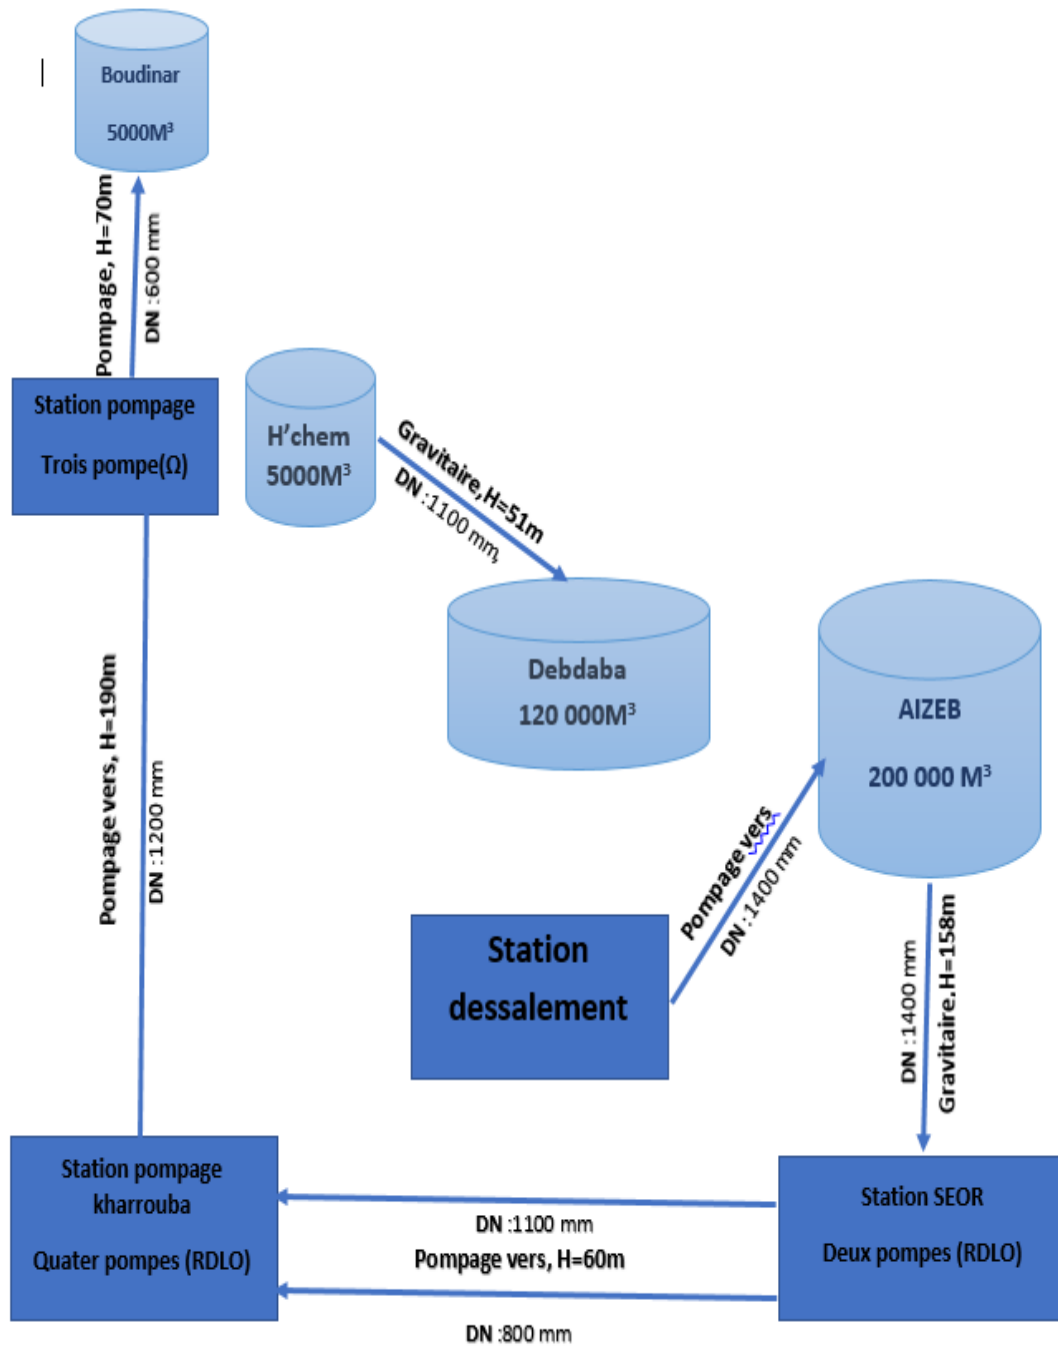 Boudinar
5000M³
Pompage, H=70m
DN :600 mm
Station pompage
Trois pompe(Ω)
H’chem
5000M³
Gravitaire,H=51m
DN :1100 mm,
Debdaba
120 000M³
AIZEB
200 000 M³
Pompage vers, H=190m
DN :1200 mm
Pompage vers
DN :1400 mm
Station
dessalement
DN :1400 mm
Gravitaire.H=158m
Station pompage
kharrouba
Quater pompes (RDLO)
DN :1100 mm
Pompage vers, H=60m
DN :800 mm
Station SEOR
Deux pompes (RDLO)